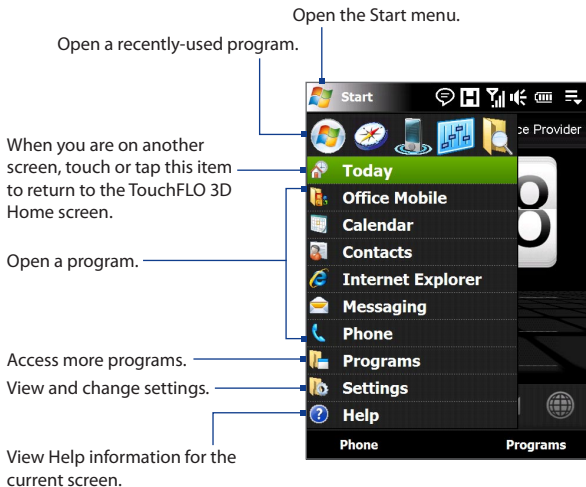 Open the Start menu.
Open a recently-used program.
Start
H
ce Provider
When you are on another
screen, touch or tap this item
to return to the TouchFLO 3D
Home screen.
Today
Office Mobile
Calendar
Open a program.
Contacts
Internet Explorer
Messaging
Phone
Access more programs.
Programs
View and change settings.
Settings
?
Help
Phone
Programs
View Help information for the
current screen.